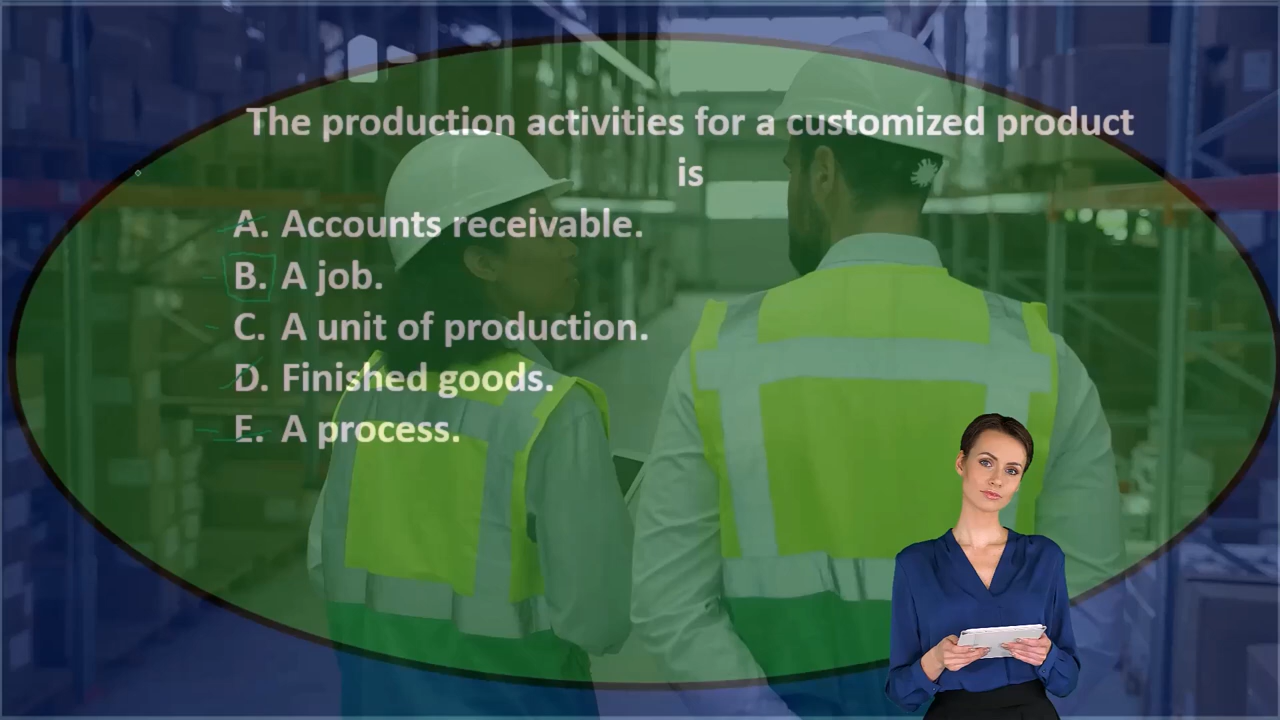 The production activities for a customized product
is
A. Accounts receivable.
B. A job.
C. A unit of production.
D. Finished goods.
E. A process.